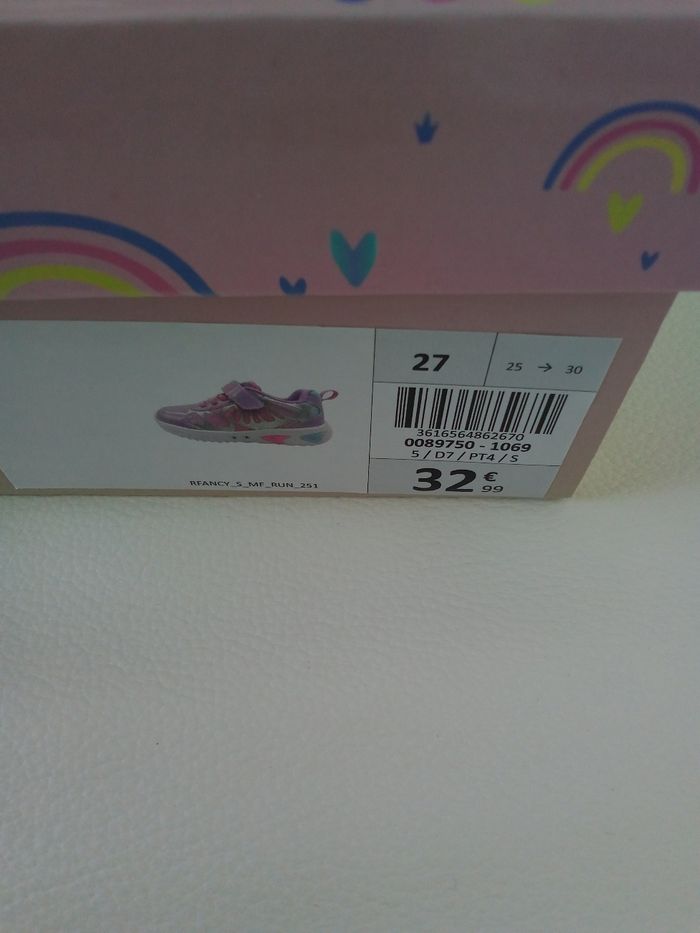 27
25 → 30
3616564862670
0089750 - 1069
5 / D7 / PT4 / S
32 € 99
RFANCY_S_MF_RUN_251